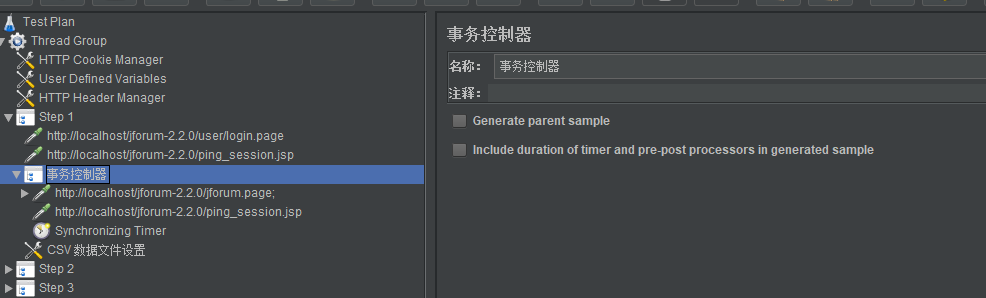 Test Plan
Thread Group
HTTP Cookie Manager
User Defined Variables
HTTP Header Manager
Step 1
http://localhost/jforum-2.2.0/user/login.page
http://localhost/jforum-2.2.0/ping_session.jsp
事务控制器
http://localhost/jforum-2.2.0/jforum.page;
http://localhost/jforum-2.2.0/ping_session.jsp
Synchronizing Timer
CSV 数据文件设置
Step 2
Step 3
事务控制器
名称: 事务控制器
注释:
Generate parent sample
Include duration of timer and pre-post processors in generated sample